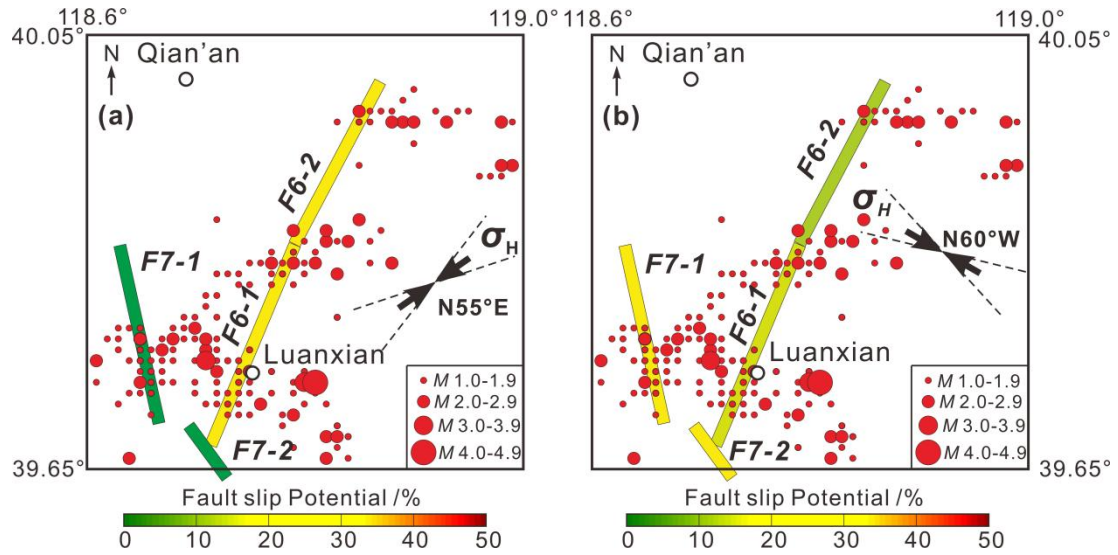 118.6°
119.0°
40.05°
N
Qian'an
(a)
F6-2
σH
N55°E
F7-1
F6-1
Luanxian
F7-2
M 1.0-1.9
M 2.0-2.9
M 3.0-3.9
M 4.0-4.9
39.65°
Fault slip Potential /%
0 10 20 30 40 50
118.6°
119.0°
40.05°
N
Qian'an
(b)
F6-2
σH
N60°W
F7-1
F6-1
Luanxian
F7-2
M 1.0-1.9
M 2.0-2.9
M 3.0-3.9
M 4.0-4.9
39.65°
Fault slip Potential /%
0 10 20 30 40 50